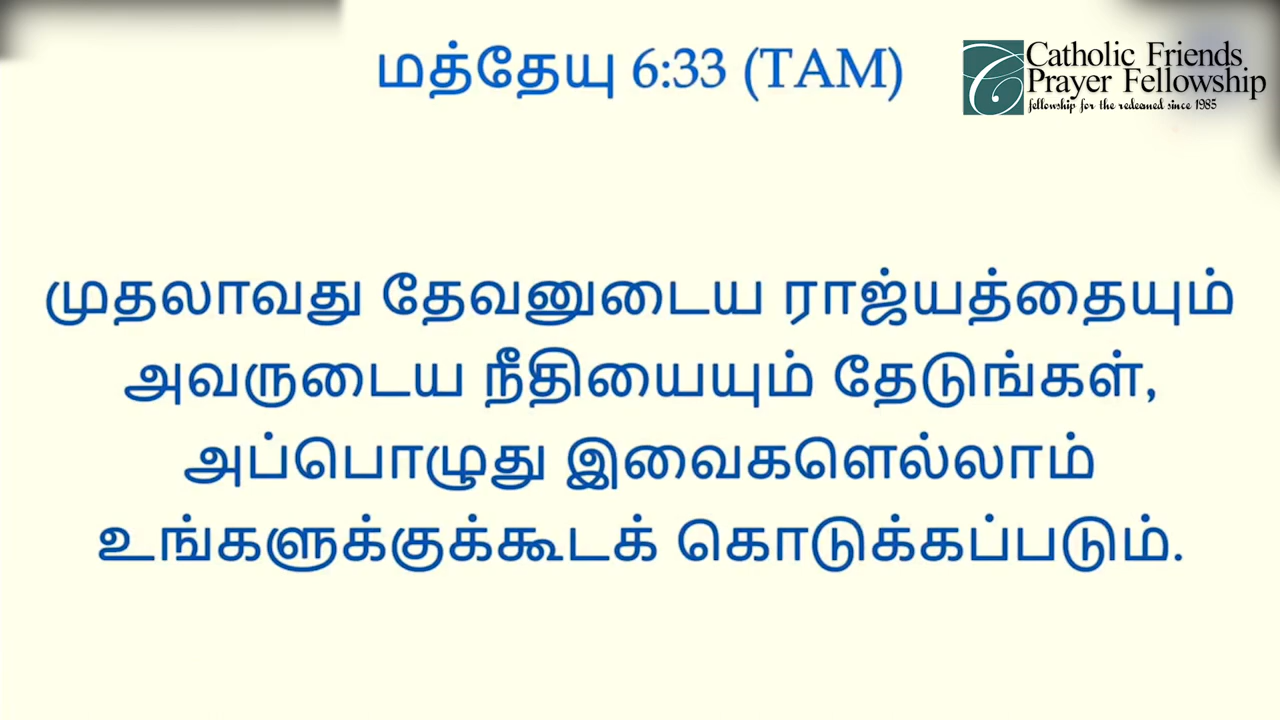 மத்தேயு 6:33 (TAM)
Catholic Friends
Prayer Fellowship
fellowship for the redeemed since 1985
முதலாவது தேவனுடைய ராஜ்யத்தையும்
அவருடைய நீதியையும் தேடுங்கள்,
அப்பொழுது இவைகளெல்லாம்
உங்களுக்குக்கூடக் கொடுக்கப்படும்.